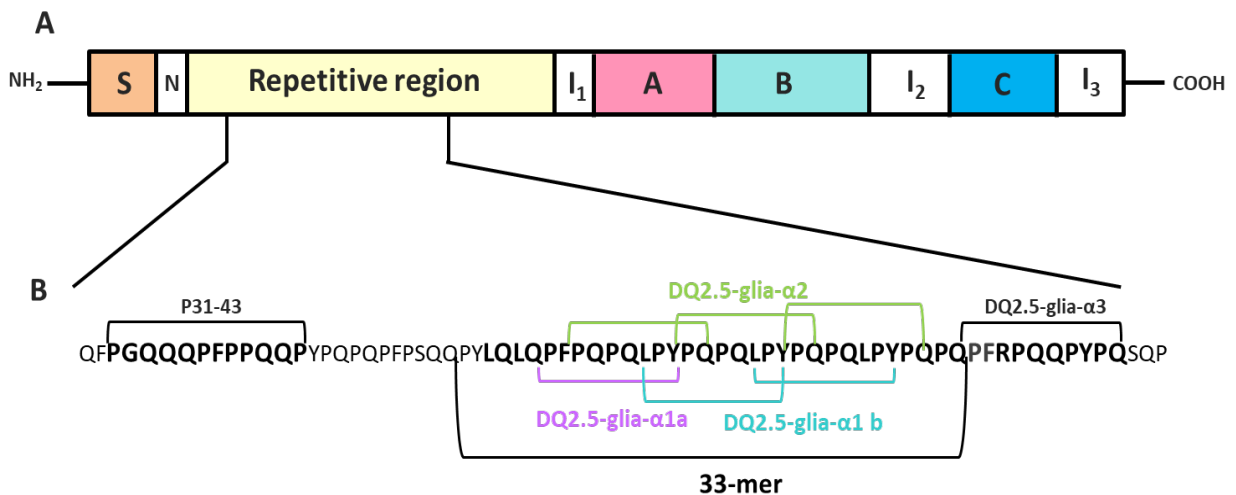 A
NH2 S N Repetitive region I1 A B I2 C I3 COOH
B
DQ2.5-glia-α2
P31-43 DQ2.5-glia-α3
QFPGQQQPFPPQQPYPQPQPFPSQQPYLQLQPFPQPQLPYPQPQLPYPQPQLPYPQPQPFRPQQPYPQSQP
DQ2.5-glia-α1a DQ2.5-glia-α1 b
33-mer